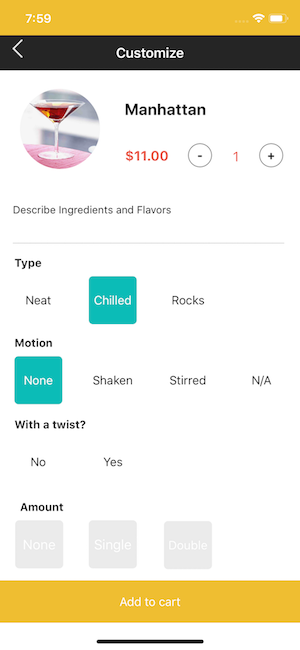 7:59
Customize
Manhattan
$11.00 - 1 +
Describe Ingredients and Flavors
Type
Neat Chilled Rocks
Motion
None Shaken Stirred N/A
With a twist?
No Yes
Amount
None Single Double
Add to cart